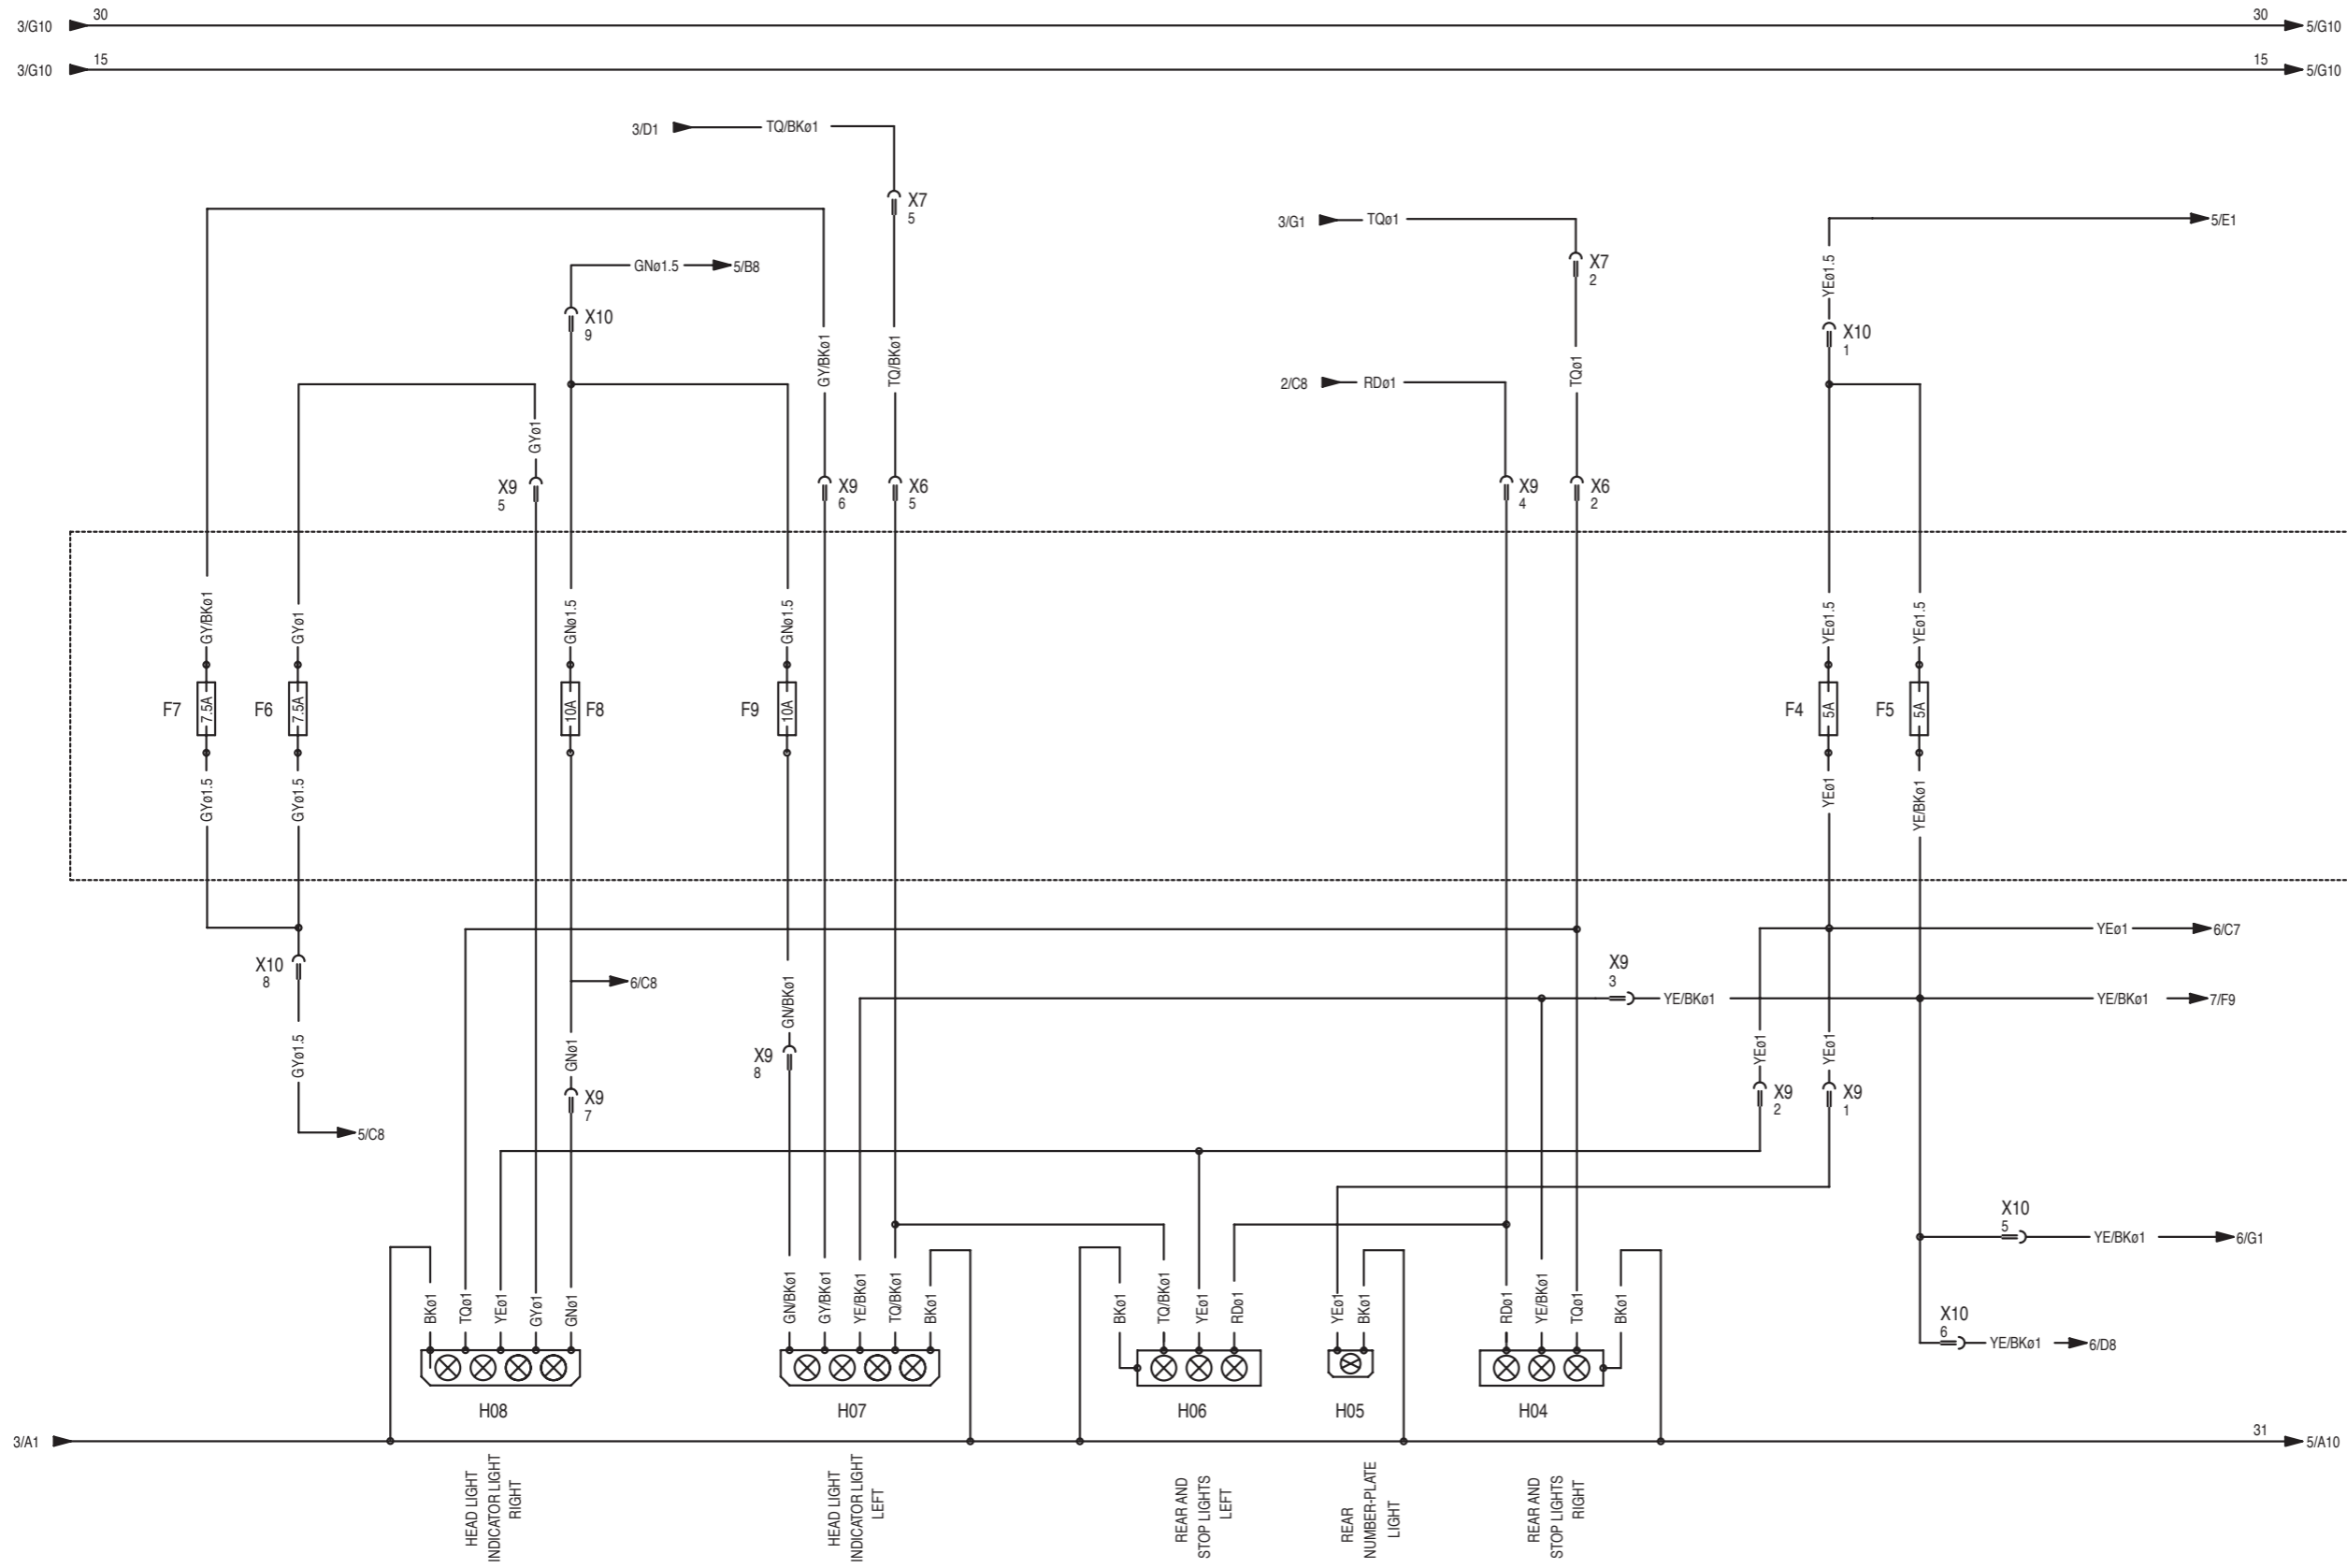 30
30
3/G10
5/G10
15
15
3/G10
5/G10
3/D1
TQ/BKø1
X7
5
3/G1
TQø1
5/E1
GNø1.5
5/B8
X7
2
YEø1.5
X10
9
X10
1
GY/BKø1
TQ/BKø1
TQø1
2/C8
RDø1
GYø1
X9
5
X9
6
X6
5
X9
4
X6
2
GY/BKø1
GYø1
GNø1.5
GNø1.5
YEø1.5
YEø1.5
F7
7.5A
F6
7.5A
10A
F8
F9
10A
F4
5A
F5
5A
GYø1.5
GYø1.5
YEø1
YE/BKø1
YEø1
6/C7
X10
8
X9
3
6/C8
GN/BKø1
YE/BKø1
YE/BKø1
7/F9
GYø1.5
GNø1
X9
8
YEø1
YEø1
X9
7
X9
2
X9
1
5/C8
X10
5
YE/BKø1
6/G1
BKø1
TQø1
YEø1
GYø1
GNø1
GN/BKø1
GY/BKø1
YE/BKø1
TQ/BKø1
BKø1
BKø1
TQ/BKø1
YEø1
RDø1
YEø1
BKø1
RDø1
YE/BKø1
TQø1
BKø1
X10
6
YE/BKø1
6/D8
H08
H07
H06
H05
H04
3/A1
31
5/A10
HEAD LIGHT
INDICATOR LIGHT
RIGHT
HEAD LIGHT
INDICATOR LIGHT
LEFT
REAR AND
STOP LIGHTS
LEFT
REAR
NUMBER-PLATE
LIGHT
REAR AND
STOP LIGHTS
RIGHT